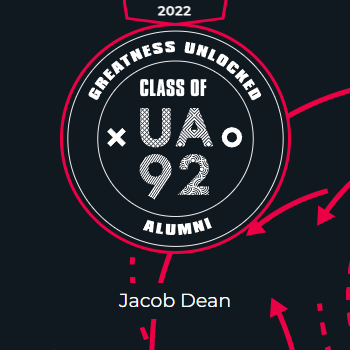 2022
GREATNESS UNLOCKED
CLASS OF
UA
92
ALUMNI
Jacob Dean